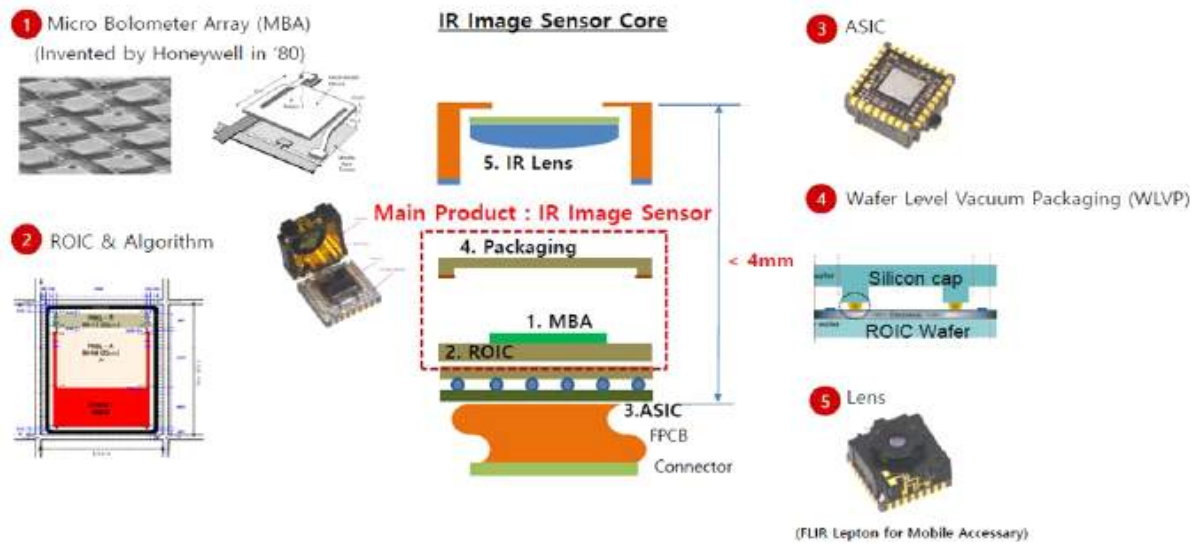 IR Image Sensor Core
1 Micro Bolometer Array (MBA)
(Invented by Honeywell in '80)
2 ROIC & Algorithm
Main Product : IR Image Sensor
5. IR Lens
4. Packaging
1. MBA
2. ROIC
3.ASIC
FPCB
Connector
< 4mm
3 ASIC
4 Wafer Level Vacuum Packaging (WLVP)
Silicon cap
ROIC Wafer
5 Lens
(FLIR Lepton for Mobile Accessary)